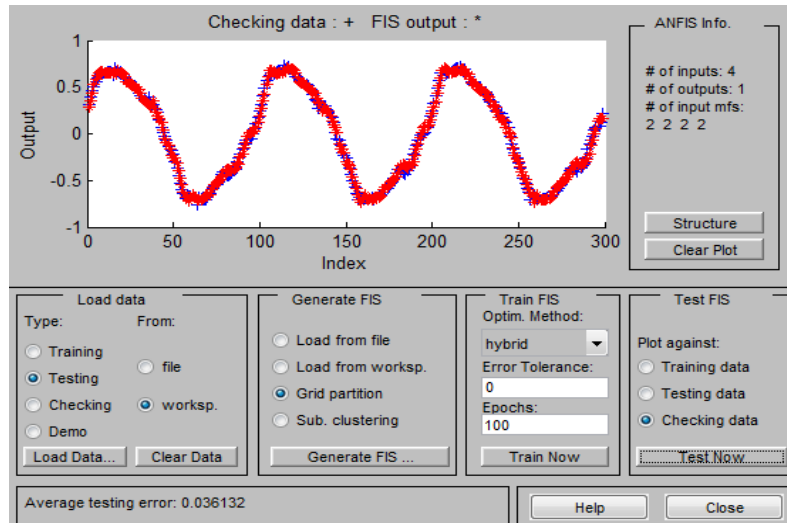 Checking data : +   FIS output : *
1
0.5
0
-0.5
-1
Output
0 50 100 150 200 250 300
Index
ANFIS Info.
# of inputs: 4
# of outputs: 1
# of input mfs:
2 2 2 2
Structure
Clear Plot
Load data
Type: From:
Training
file
Testing
Checking
worksp.
Demo
Load Data... Clear Data
Generate FIS
Load from file
Load from worksp.
Grid partition
Sub. clustering
Generate FIS ...
Train FIS
Optim. Method:
hybrid
Error Tolerance:
0
Epochs:
100
Train Now
Test FIS
Plot against:
Training data
Testing data
Checking data
Test Now
Average testing error: 0.036132
Help Close